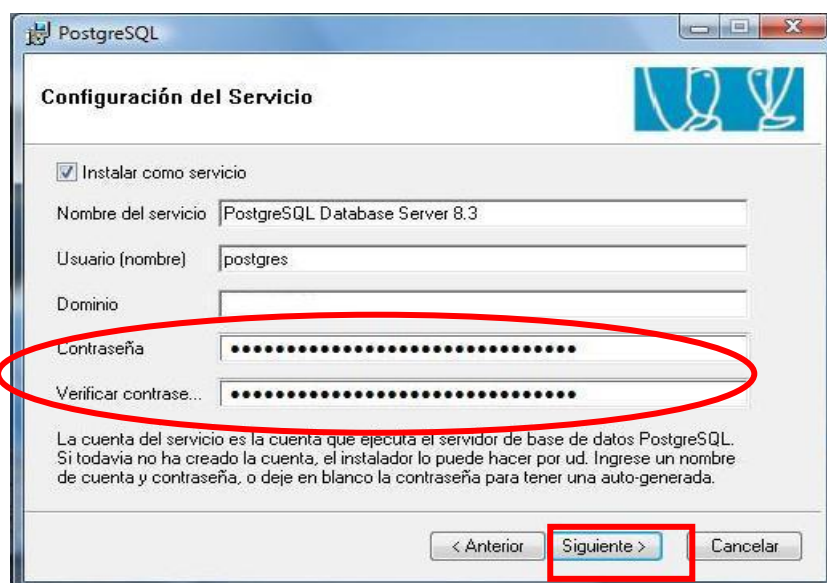 PostgreSQL
Configuración del Servicio
Instalar como servicio
Nombre del servicio PostgreSQL Database Server 8.3
Usuario (nombre) postgres
Dominio
Contraseña ●●●●●●●●●●●●●●●●●●●●●●●●●●●●●●●●
Verificar contrase... ●●●●●●●●●●●●●●●●●●●●●●●●●●●●●●●●
La cuenta del servicio es la cuenta que ejecuta el servidor de base de datos PostgreSQL.
Si todavia no ha creado la cuenta, el instalador lo puede hacer por ud. Ingrese un nombre
de cuenta y contraseña, o deje en blanco la contraseña para tener una auto-generada.
< Anterior Siguiente > Cancelar